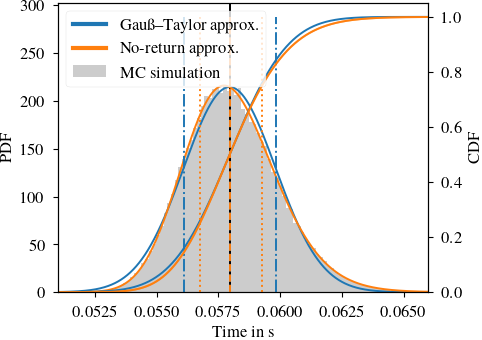 300
250
200
150
100
50
0
PDF
Gauß–Taylor approx.
No-return approx.
MC simulation
1.0
0.8
0.6
0.4
0.2
0.0
CDF
0.0525 0.0550 0.0575 0.0600 0.0625 0.0650
Time in s